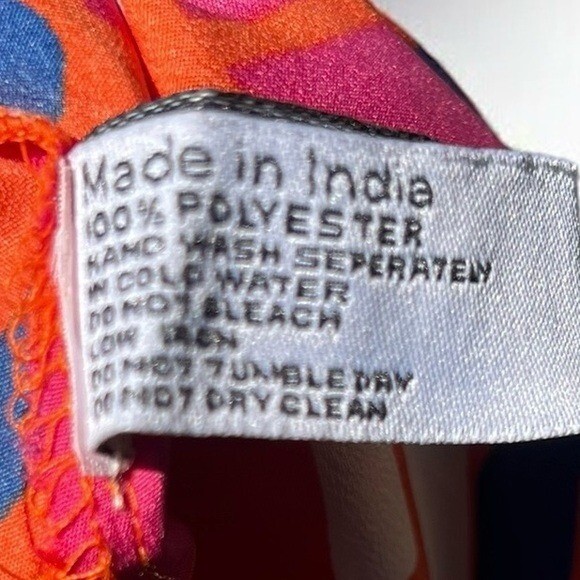 Made in India
100% POLYESTER
HAND WASH SEPERATELY
IN COLD WATER
DO NOT BLEACH
LOW IRON
DO NOT TUMBLE DRY
DO NOT DRY CLEAN